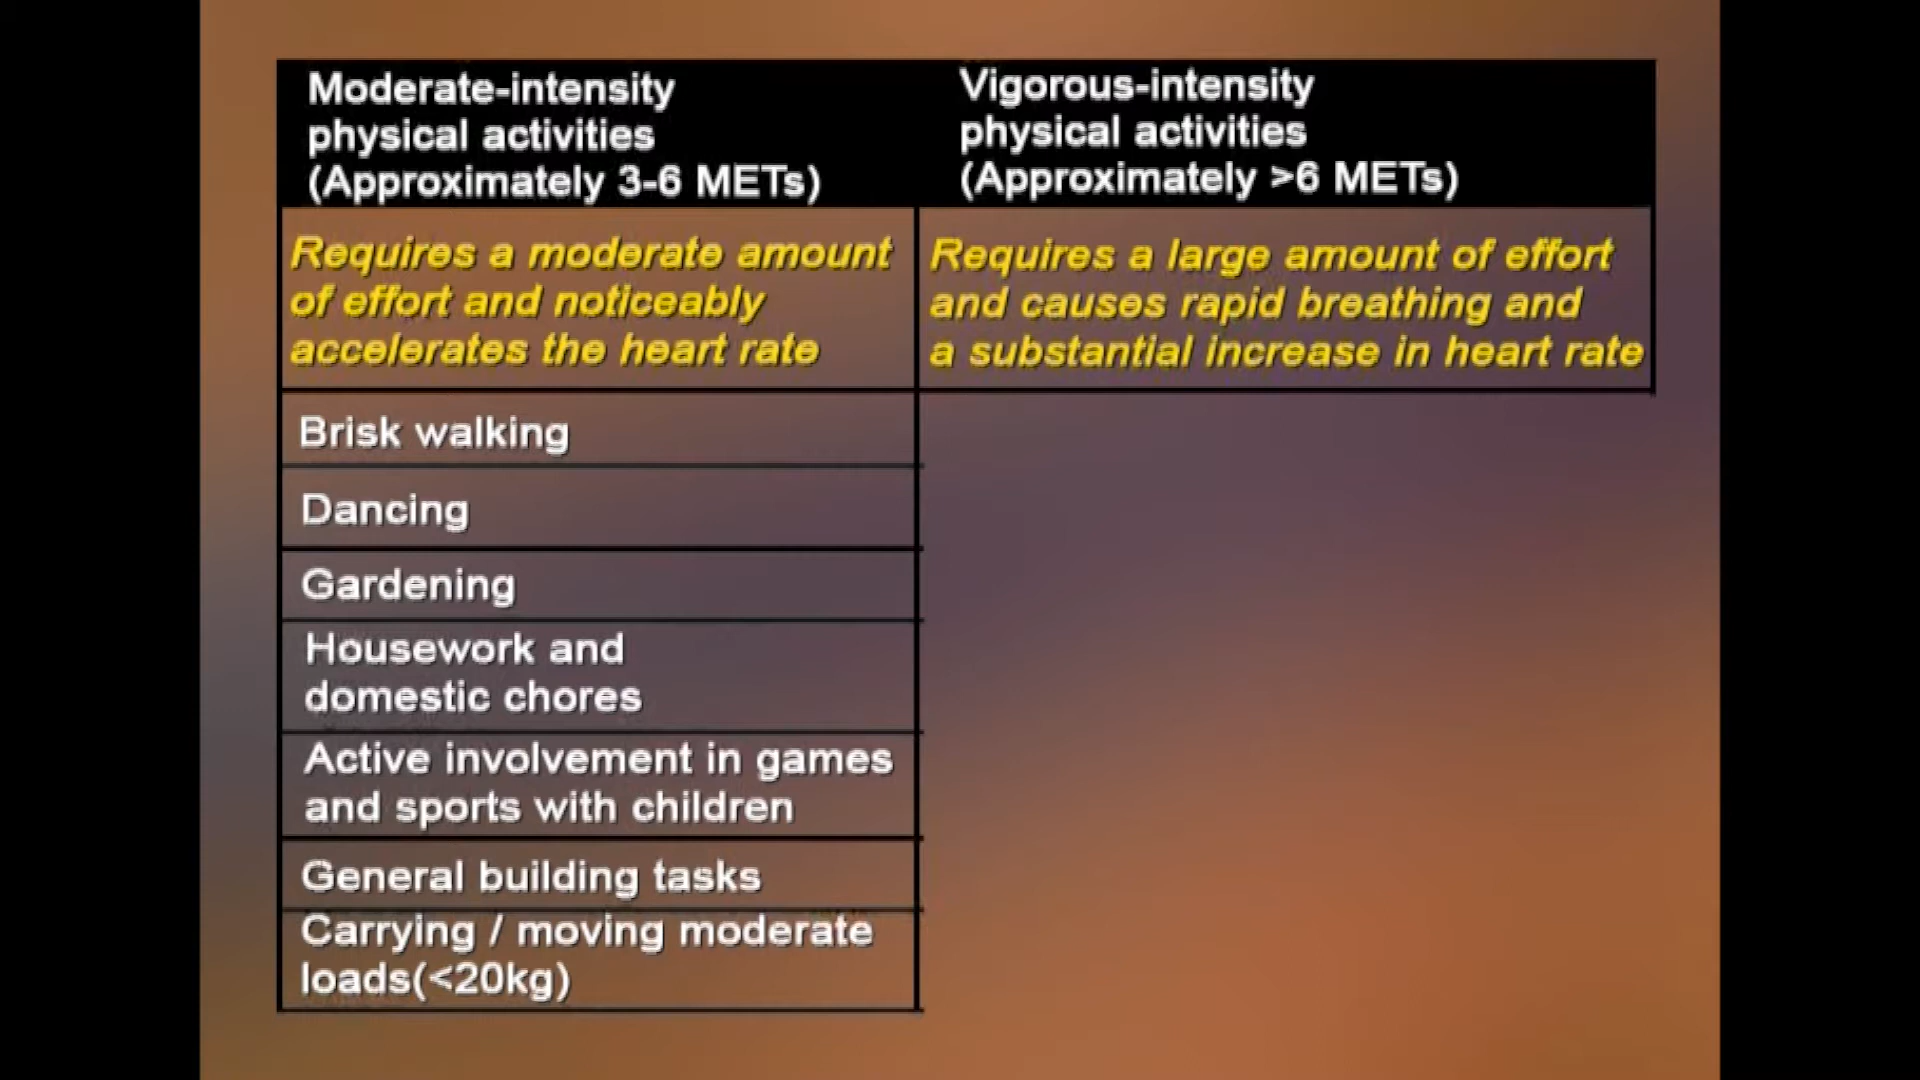 Moderate-intensity
physical activities
(Approximately 3-6 METs)
Vigorous-intensity
physical activities
(Approximately >6 METs)
Requires a moderate amount
of effort and noticeably
accelerates the heart rate
Requires a large amount of effort
and causes rapid breathing and
a substantial increase in heart rate
Brisk walking
Dancing
Gardening
Housework and
domestic chores
Active involvement in games
and sports with children
General building tasks
Carrying / moving moderate
loads(<20kg)